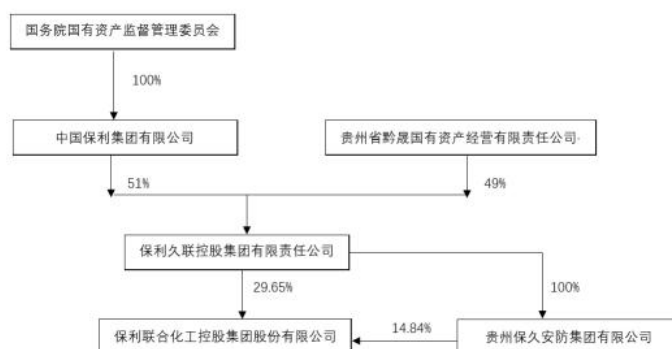 国务院国有资产监督管理委员会
100%
中国保利集团有限公司
贵州省黔晟国有资产经营有限责任公司
51%
49%
保利久联控股集团有限责任公司
29.65%
100%
保利联合化工控股集团股份有限公司
14.84%
贵州保久安防集团有限公司